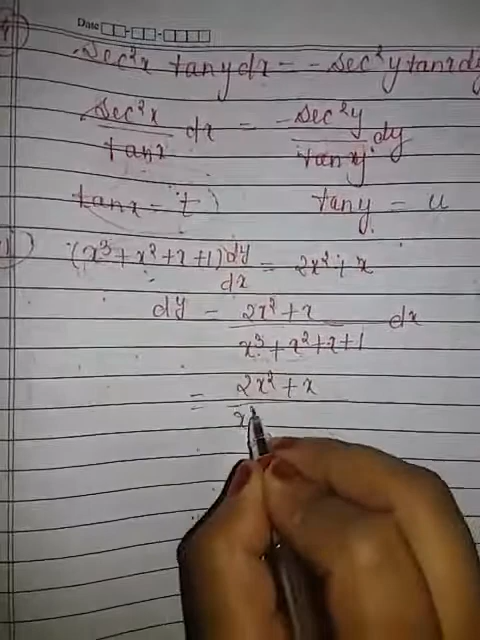 Date
sec²x tany dx = - sec²y tanx dy
sec²x/tanx dx = -sec²y/tany dy
tanx = t tany = u
(x³+x²+x+1) dy/dx = 2x²+x
dy = 2x²+x/x³+x²+x+1 dx
= 2x²+x/x